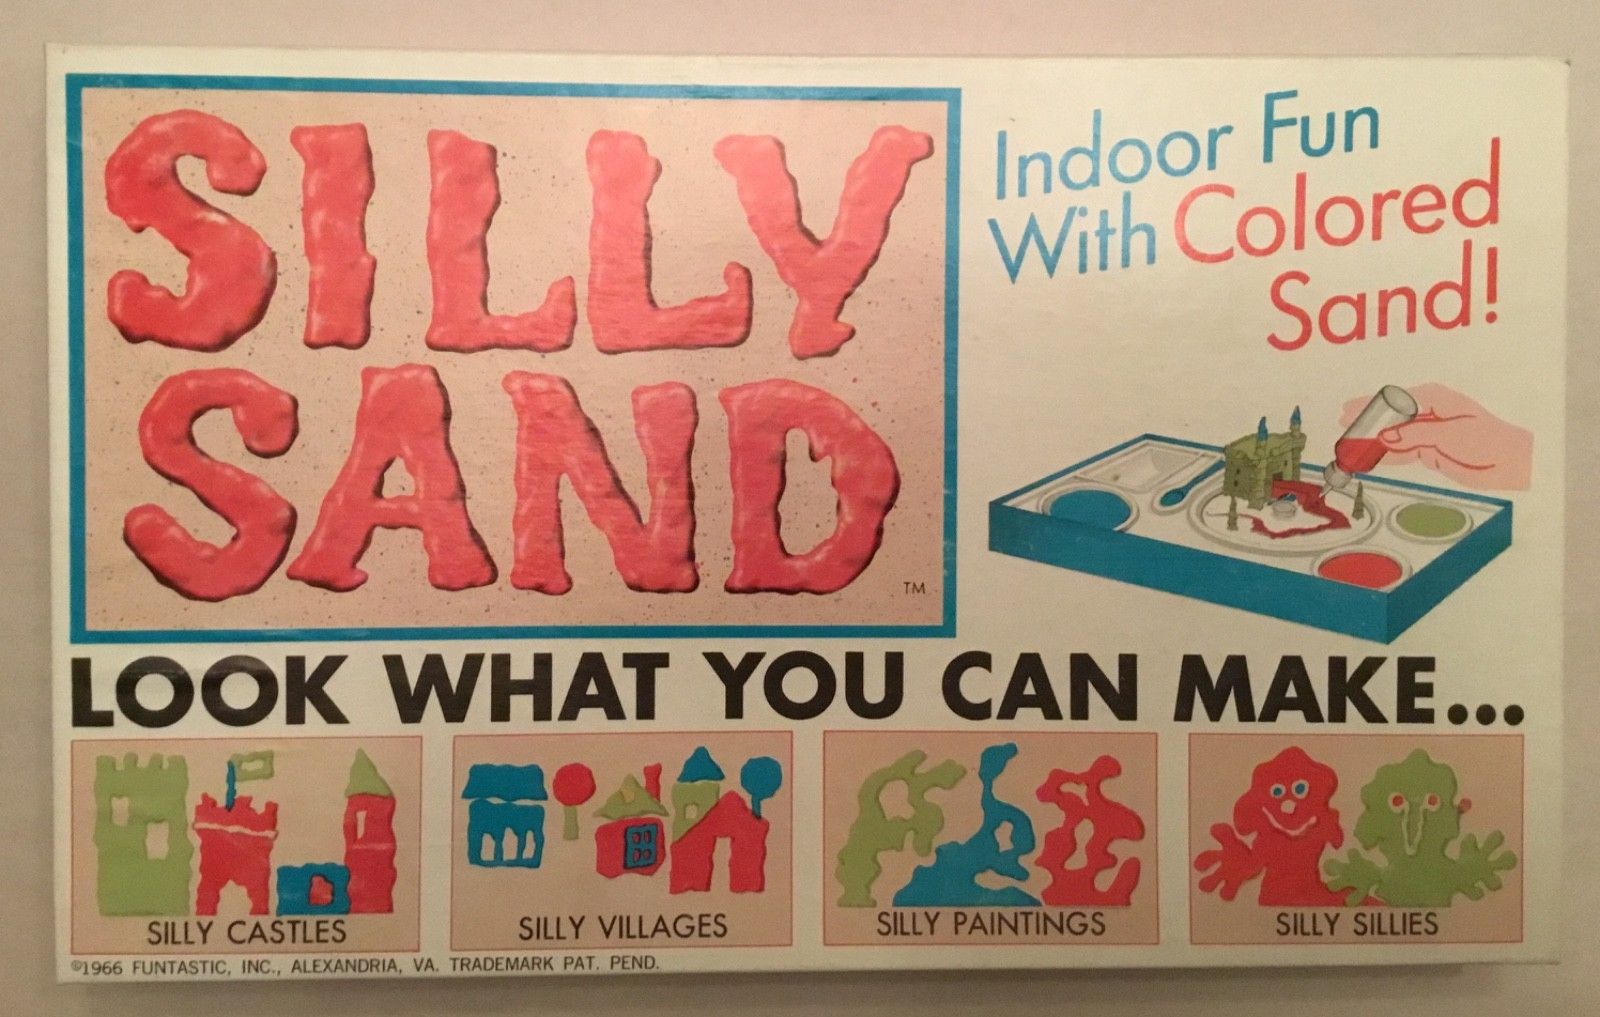 SILLY
SAND
TM
Indoor Fun
With Colored
Sand!
LOOK WHAT YOU CAN MAKE...
SILLY CASTLES
SILLY VILLAGES
SILLY PAINTINGS
SILLY SILLIES
©1966 FUNTASTIC, INC., ALEXANDRIA, VA. TRADEMARK PAT. PEND.